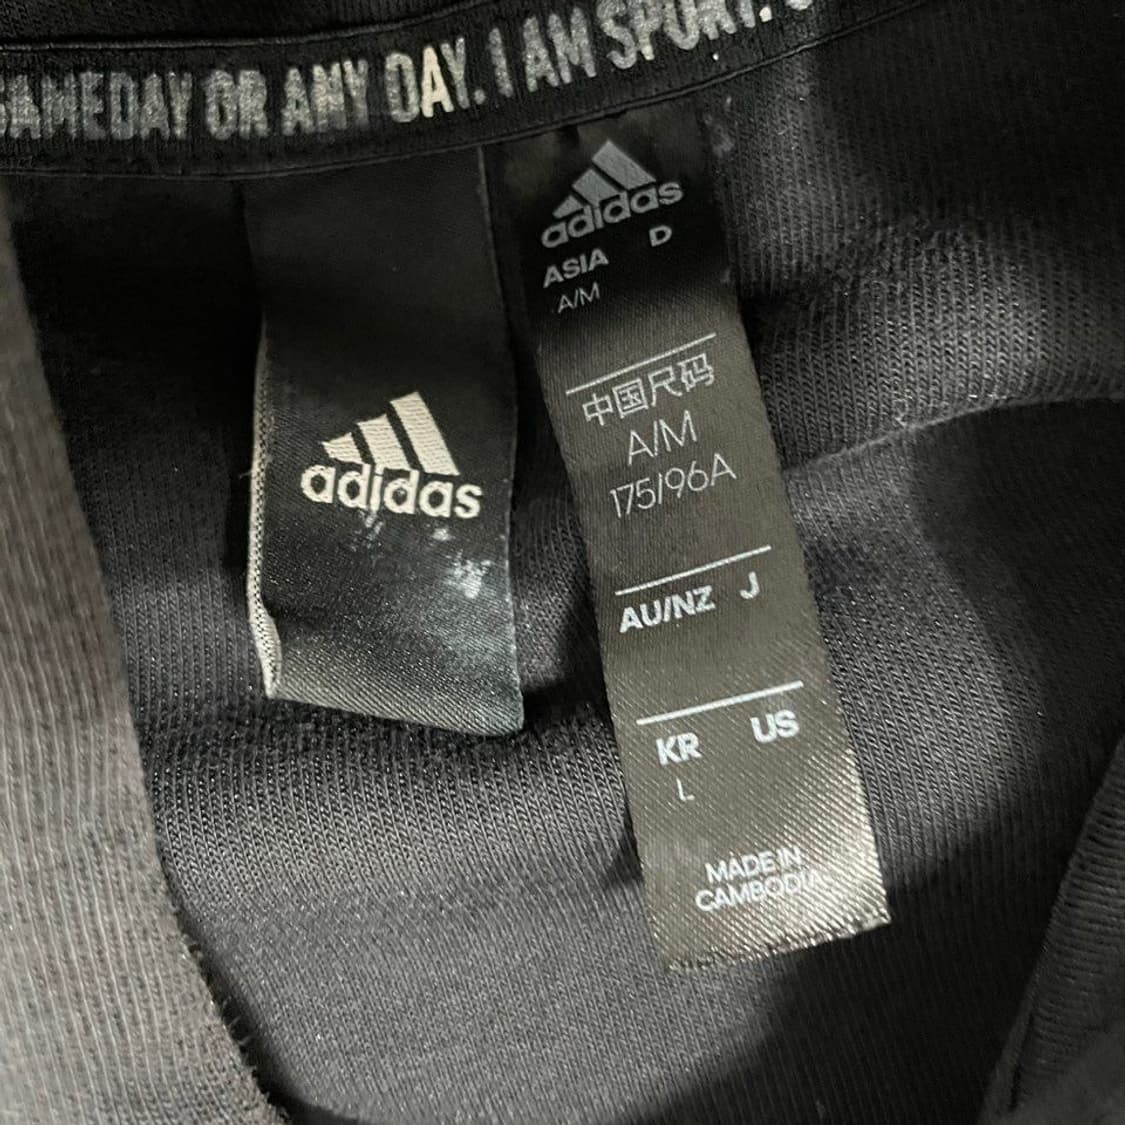 GAMEDAY OR ANY DAY. I AM SPORT.
adidas
adidas
ASIA D
A/M
中国尺码
A/M
175/96A
AU/NZ J
KR US
L
MADE IN
CAMBODIA